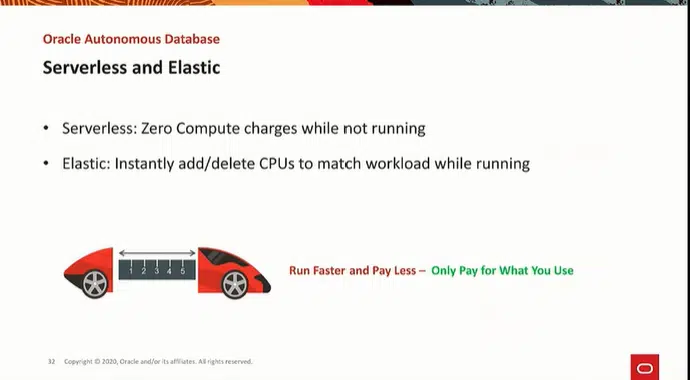 Oracle Autonomous Database
Serverless and Elastic
• Serverless: Zero Compute charges while not running
• Elastic: Instantly add/delete CPUs to match workload while running
1 2 3 4 5
Run Faster and Pay Less – Only Pay for What You Use
32 Copyright © 2020, Oracle and/or its affiliates. All rights reserved.